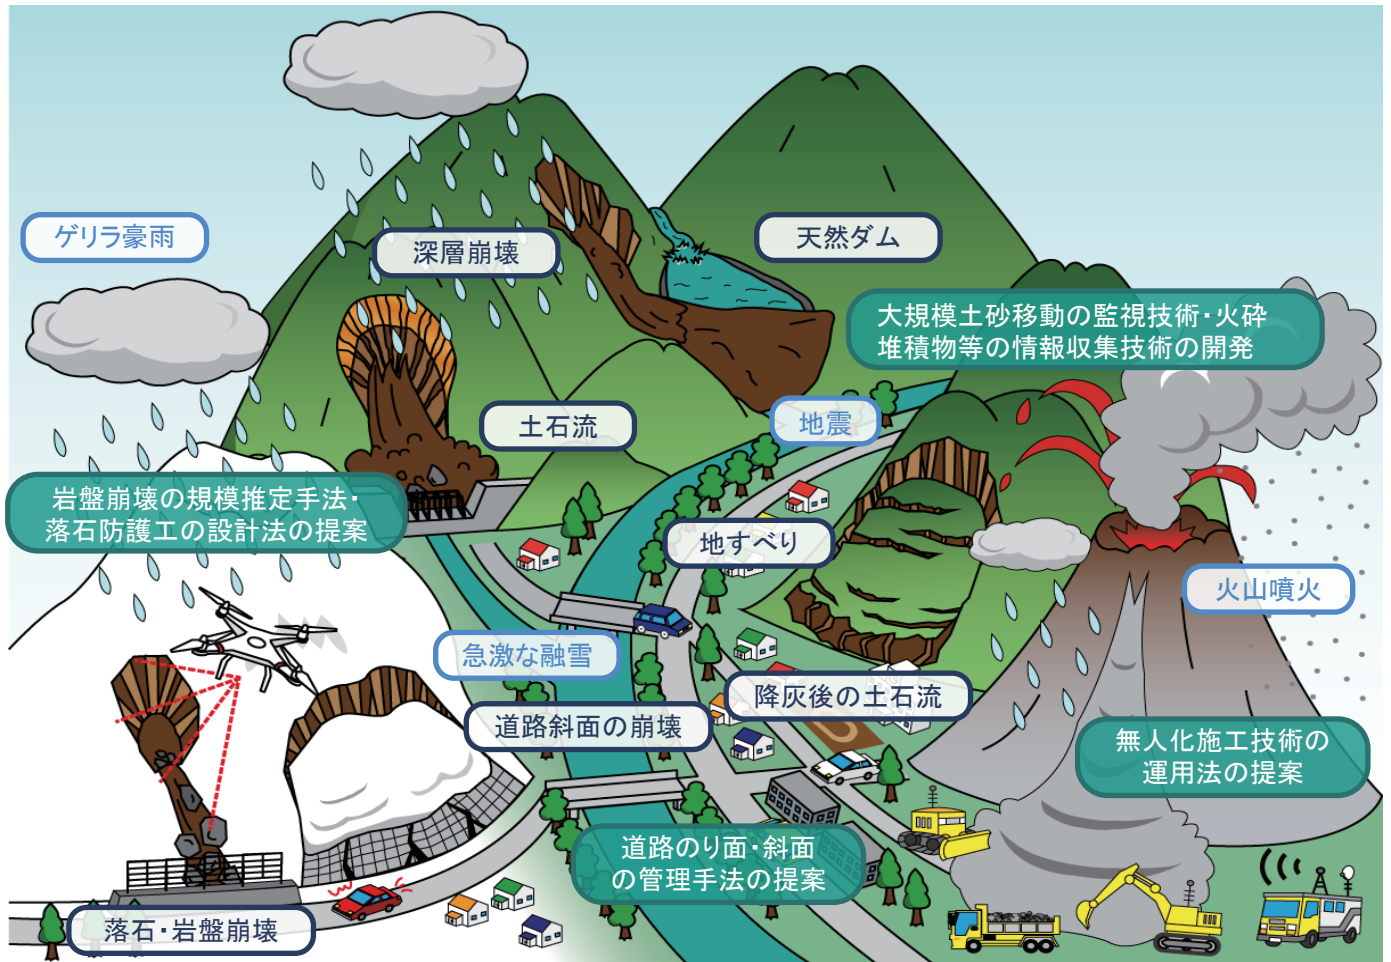 ゲリラ豪雨
深層崩壊
天然ダム
大規模土砂移動の監視技術・火砕
堆積物等の情報収集技術の開発
土石流
地震
岩盤崩壊の規模推定手法・
落石防護工の設計法の提案
地すべり
火山噴火
急激な融雪
降灰後の土石流
道路斜面の崩壊
無人化施工技術の
運用法の提案
道路のり面・斜面
の管理手法の提案
落石・岩盤崩壊